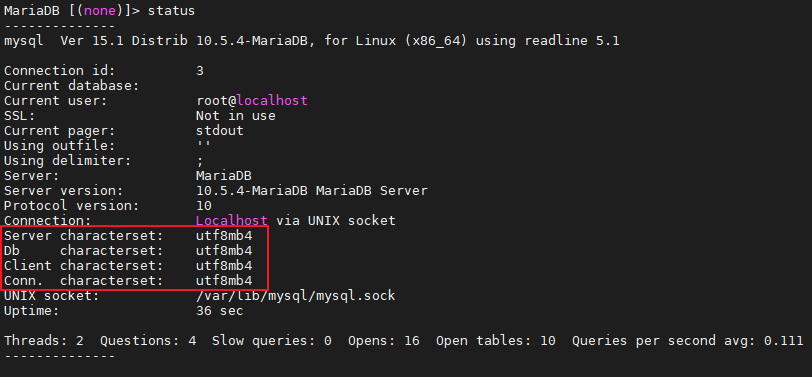 MariaDB [(none)]> status
--------------
mysql  Ver 15.1 Distrib 10.5.4-MariaDB, for Linux (x86_64) using readline 5.1
Connection id:          3
Current database:
Current user:           root@localhost
SSL:                    Not in use
Current pager:          stdout
Using outfile:          ''
Using delimiter:        ;
Server:                 MariaDB
Server version:         10.5.4-MariaDB MariaDB Server
Protocol version:       10
Connection:             Localhost via UNIX socket
Server characterset:    utf8mb4
Db     characterset:    utf8mb4
Client characterset:    utf8mb4
Conn.  characterset:    utf8mb4
UNIX socket:            /var/lib/mysql/mysql.sock
Uptime:                 36 sec
Threads: 2  Questions: 4  Slow queries: 0  Opens: 16  Open tables: 10  Queries per second avg: 0.111
--------------